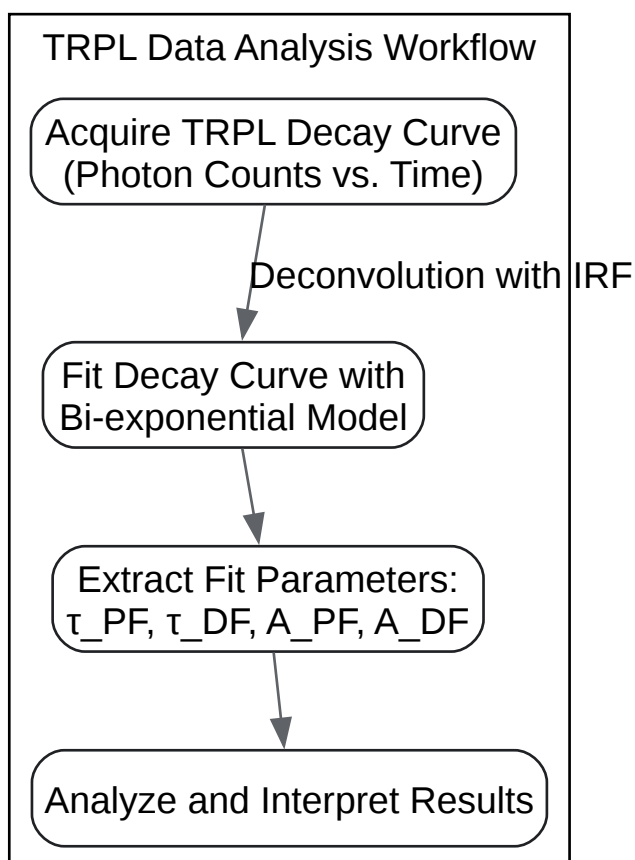 TRPL Data Analysis Workflow
Acquire TRPL Decay Curve
(Photon Counts vs. Time)
Deconvolution with IRF
Fit Decay Curve with
Bi-exponential Model
Extract Fit Parameters:
τ_PF, τ_DF, A_PF, A_DF
Analyze and Interpret Results